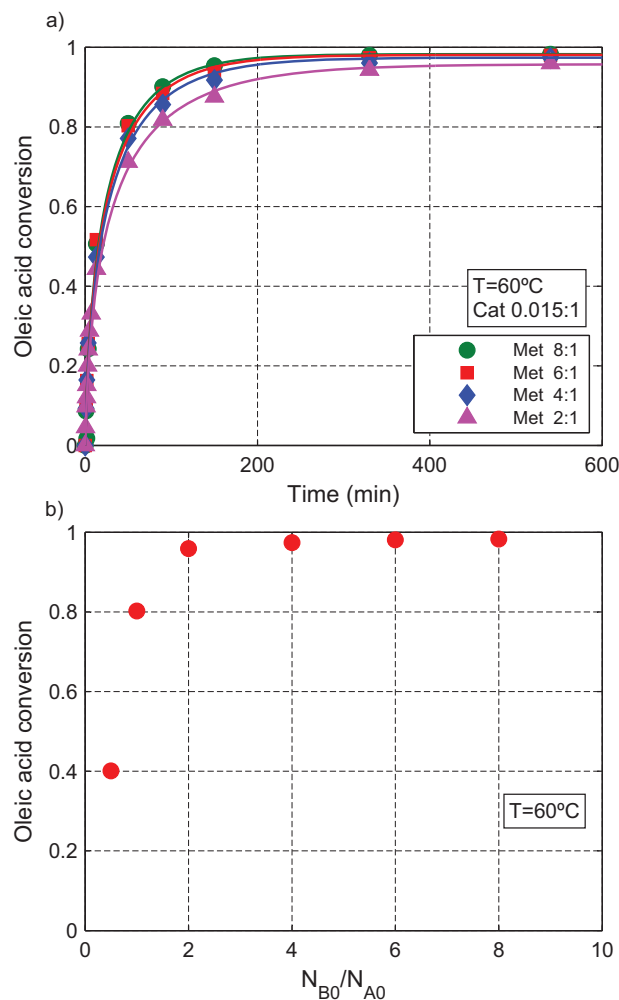 a)
1
0.8
0.6
0.4
0.2
0
Oleic acid conversion
T=60ºC
Cat 0.015:1
Met 8:1
Met 6:1
Met 4:1
Met 2:1
0 200 400 600
Time (min)
b)
1
0.8
0.6
0.4
0.2
0
Oleic acid conversion
T=60ºC
0 2 4 6 8 10
N_B0/N_A0